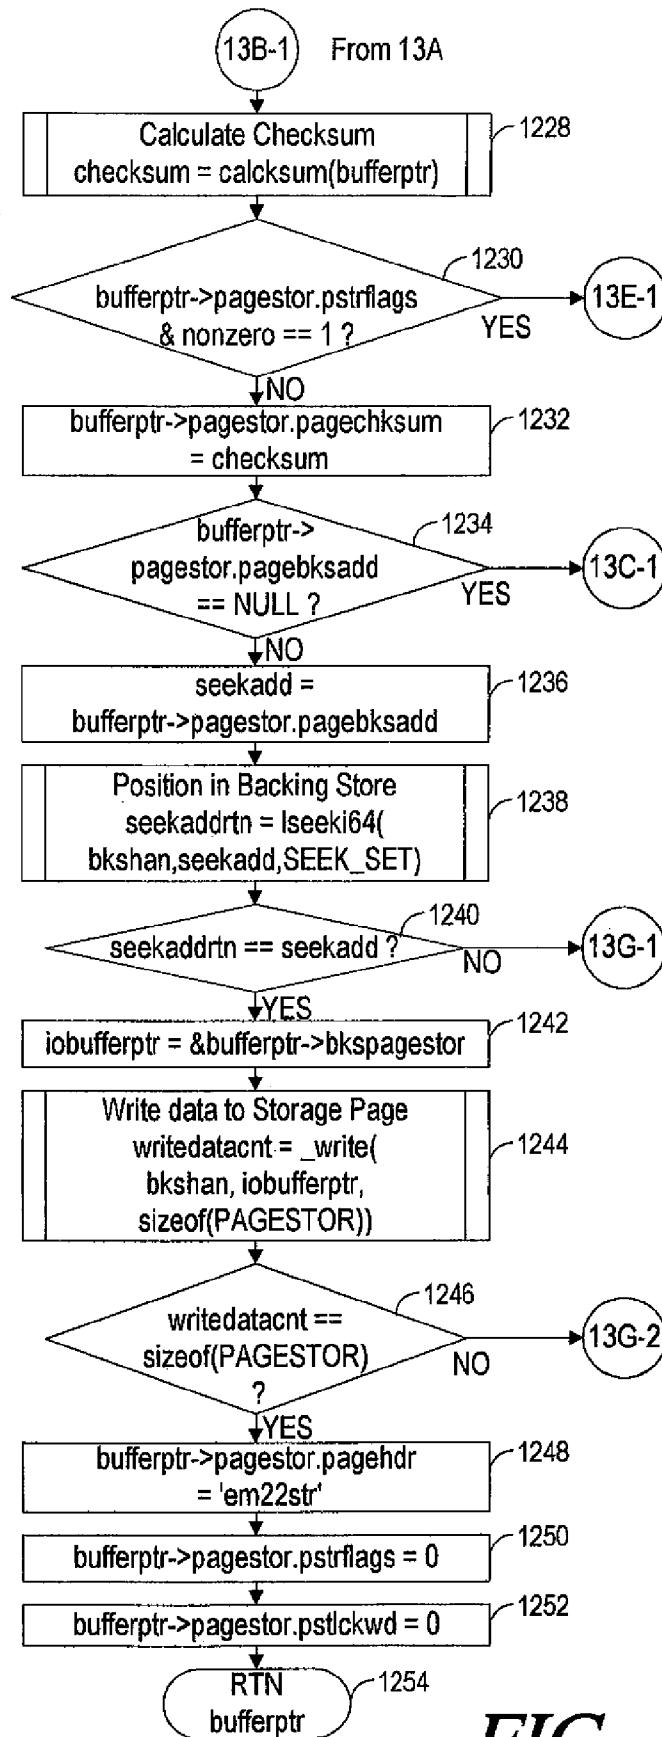 13B-1 From 13A
Calculate Checksum
checksum = calcksum(bufferptr)
1228
1230
bufferptr->pagestor.pstrflags
& nonzero == 1 ?
YES
13E-1
NO
bufferptr->pagestor.pagechksum
= checksum
1232
1234
bufferptr->
pagestor.pagebksadd
== NULL ?
YES
13C-1
NO
seekadd =
bufferptr->pagestor.pagebksadd
1236
Position in Backing Store
seekaddrtn = lseeki64(
bkshan,seekadd,SEEK_SET)
1238
1240
seekaddrtn == seekadd ?
NO
13G-1
YES
iobufferptr = &bufferptr->bkspagestor
1242
Write data to Storage Page
writedatacnt = _write(
bkshan, iobufferptr,
sizeof(PAGESTOR))
1244
1246
writedatacnt ==
sizeof(PAGESTOR)
?
NO
13G-2
YES
bufferptr->pagestor.pagehdr
= 'em22str'
1248
bufferptr->pagestor.pstrflags = 0
1250
bufferptr->pagestor.pstlckwd = 0
1252
RTN
bufferptr
1254
FIG